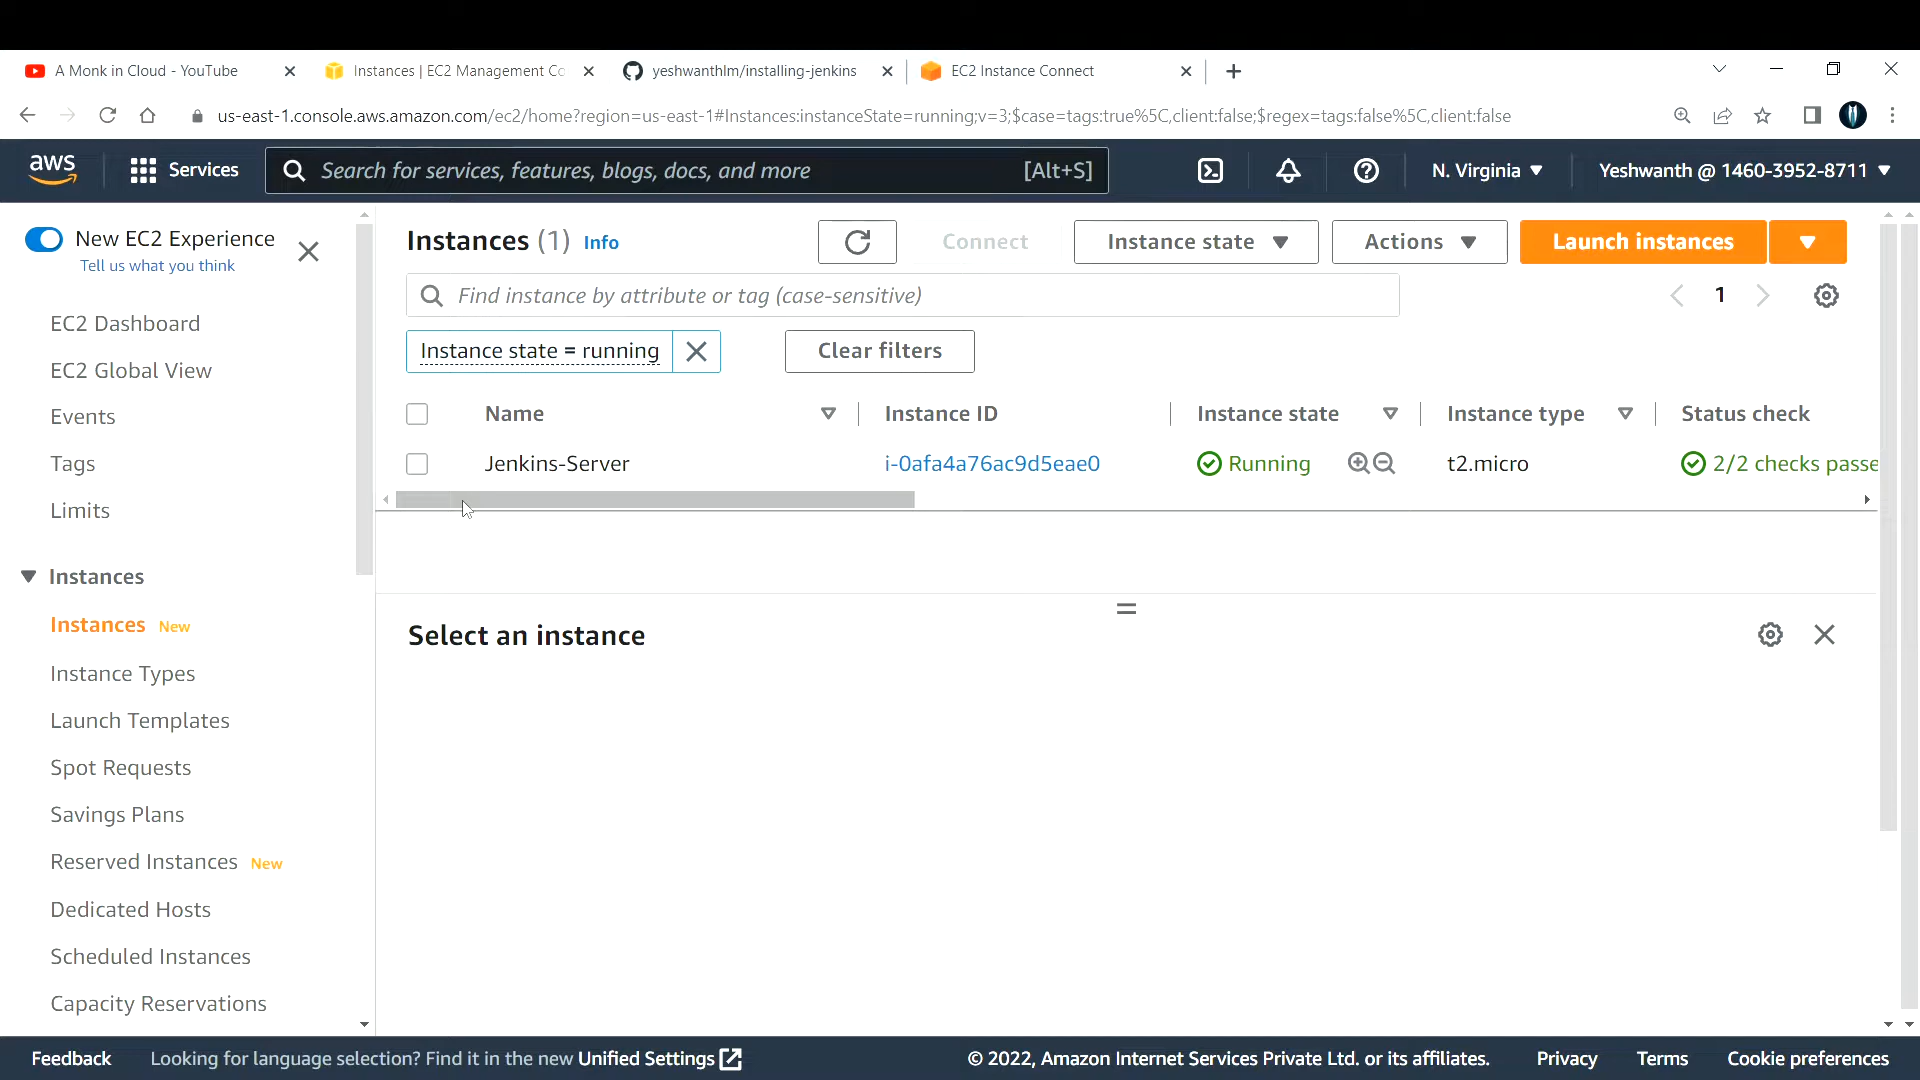 A Monk in Cloud - YouTube
Instances | EC2 Management Co
yeshwanthlm/installing-jenkins
EC2 Instance Connect
us-east-1.console.aws.amazon.com/ec2/home?region=us-east-1#Instances:instanceState=running;v=3;$case=tags:true%5C,client:false;$regex=tags:false%5C,client:false
aws
Services
Search for services, features, blogs, docs, and more
[Alt+S]
N. Virginia
Yeshwanth @ 1460-3952-8711
New EC2 Experience
Tell us what you think
EC2 Dashboard
EC2 Global View
Events
Tags
Limits
Instances
Instances New
Instance Types
Launch Templates
Spot Requests
Savings Plans
Reserved Instances New
Dedicated Hosts
Scheduled Instances
Capacity Reservations
Instances (1) Info
Connect
Instance state
Actions
Launch instances
Find instance by attribute or tag (case-sensitive)
1
Instance state = running
Clear filters
Name
Instance ID
Instance state
Instance type
Status check
Jenkins-Server
i-0afa4a76ac9d5eae0
Running
t2.micro
2/2 checks passe
Select an instance
Feedback
Looking for language selection? Find it in the new Unified Settings
© 2022, Amazon Internet Services Private Ltd. or its affiliates.
Privacy
Terms
Cookie preferences